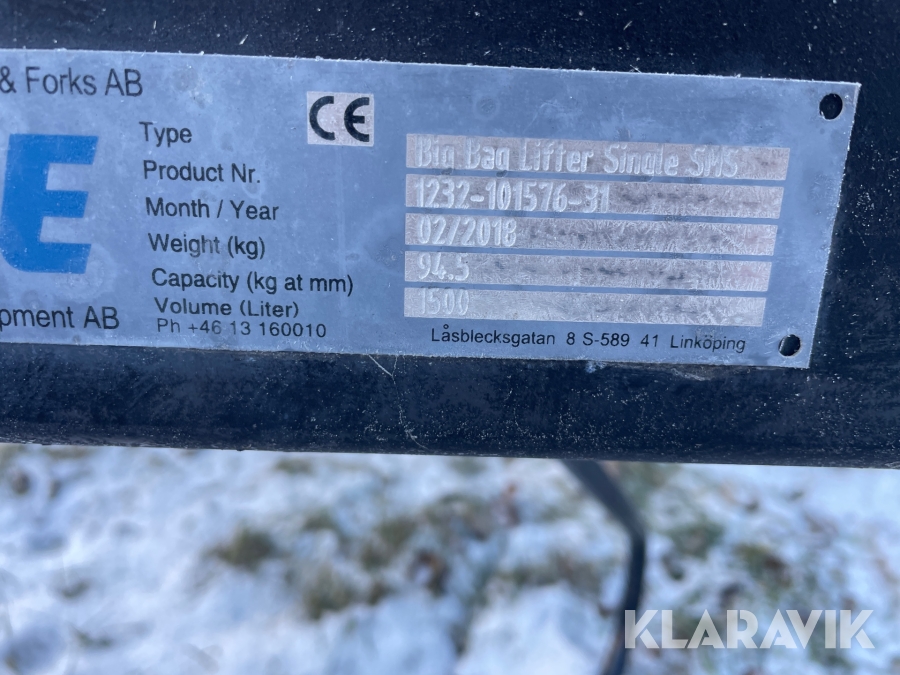 & Forks AB
E
CE
Type
Big Bag Lifter Single SMS
Product Nr.
1232-101576-31
Month / Year
02/2018
Weight (kg)
94.5
Capacity (kg at mm)
1500
Volume (Liter)
pment AB
Ph +46 13 160010
Låsblecksgatan 8 S-589 41 Linköping
KLARAVIK